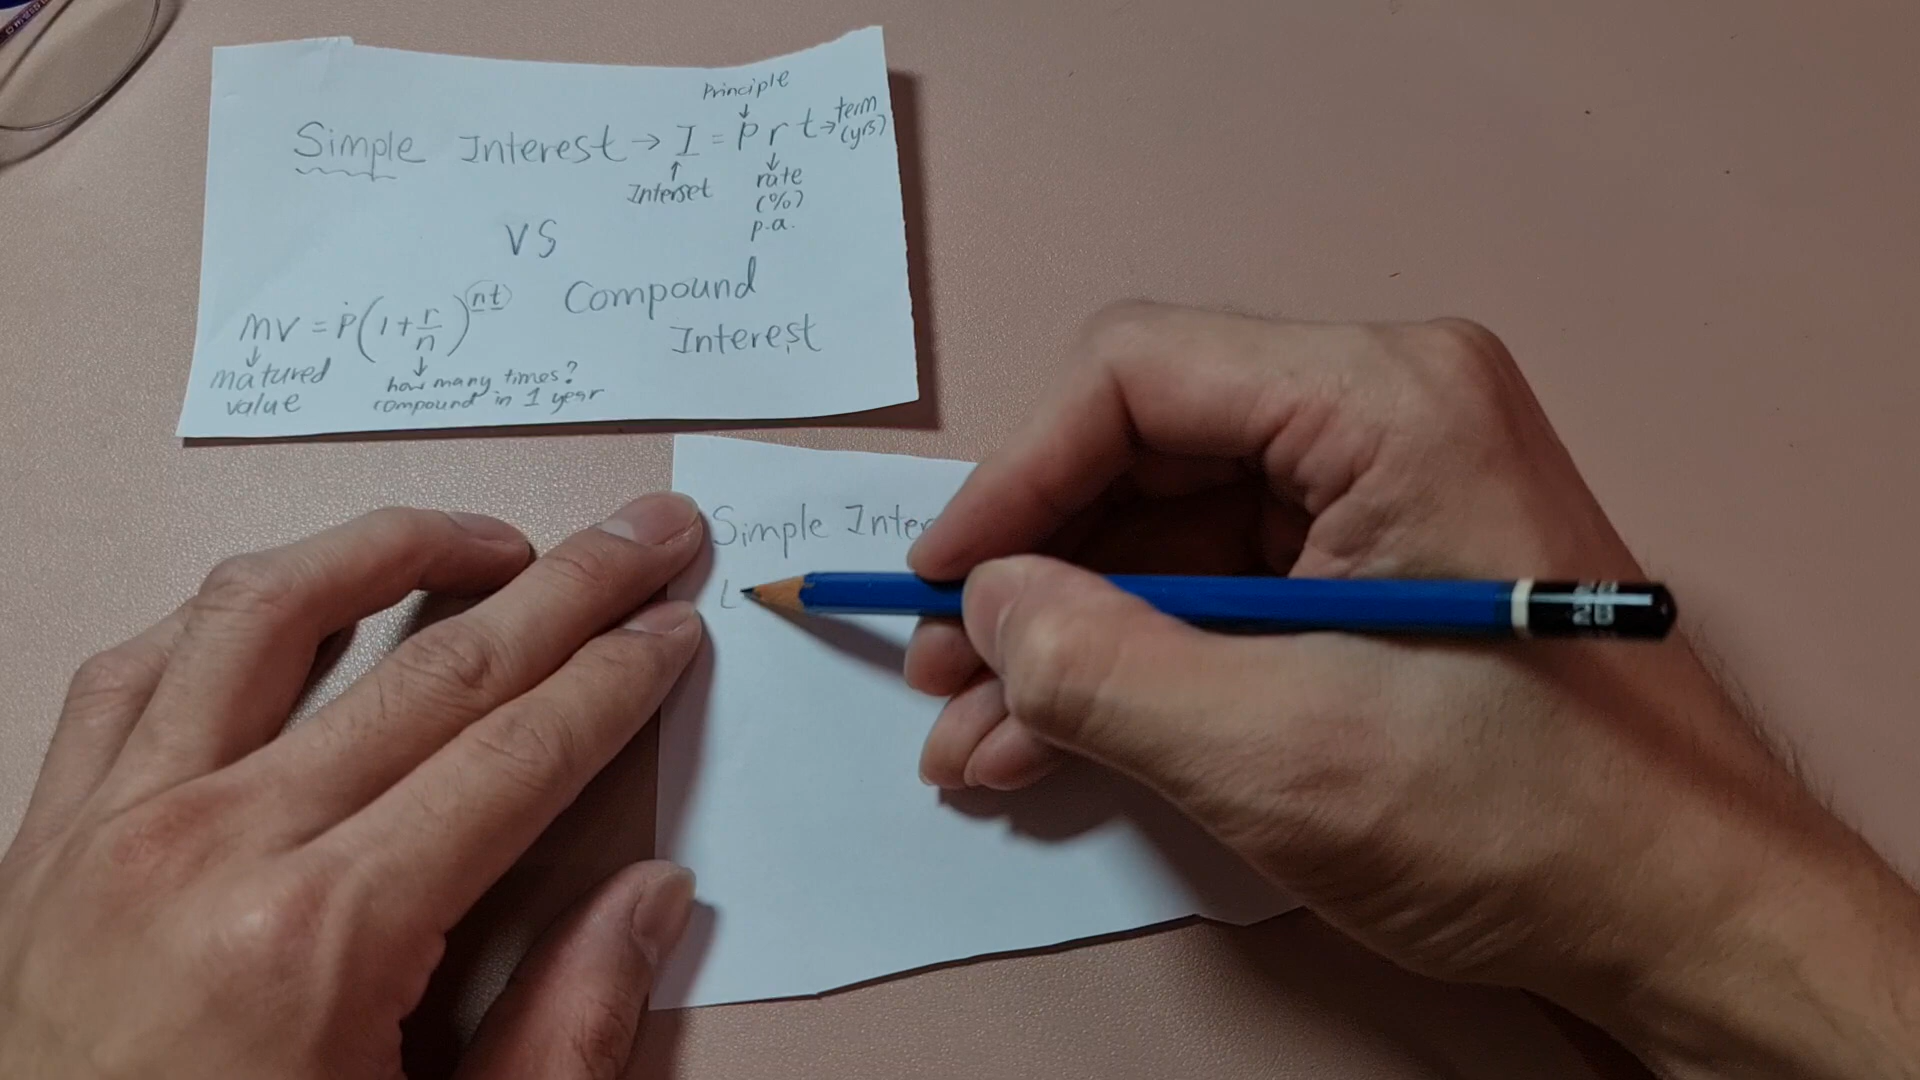 Principle
↓
Simple Interest → I = p r t → term (yrs)
↑ ↓
Interset rate
(%)
p.a.
VS
Compound
Interest
MV = P(1+r/n)^nt
↓ ↓
matured how many times?
value compound in 1 year
Simple Inter
L